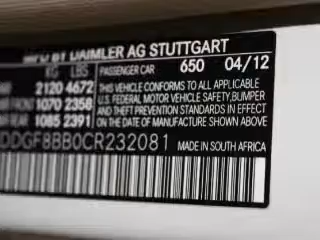 MFD BY DAIMLER AG STUTTGART
KG LBS PASSENGER CAR 650 04/12
2120 4672 THIS VEHICLE CONFORMS TO ALL APPLICABLE
1070 2358 U.S. FEDERAL MOTOR VEHICLE SAFETY, BUMPER
1085 2391 AND THEFT PREVENTION STANDARDS IN EFFECT
ON THE DATE OF MANUFACTURE SHOWN ABOVE.
DDGF8BB0CR232081 MADE IN SOUTH AFRICA